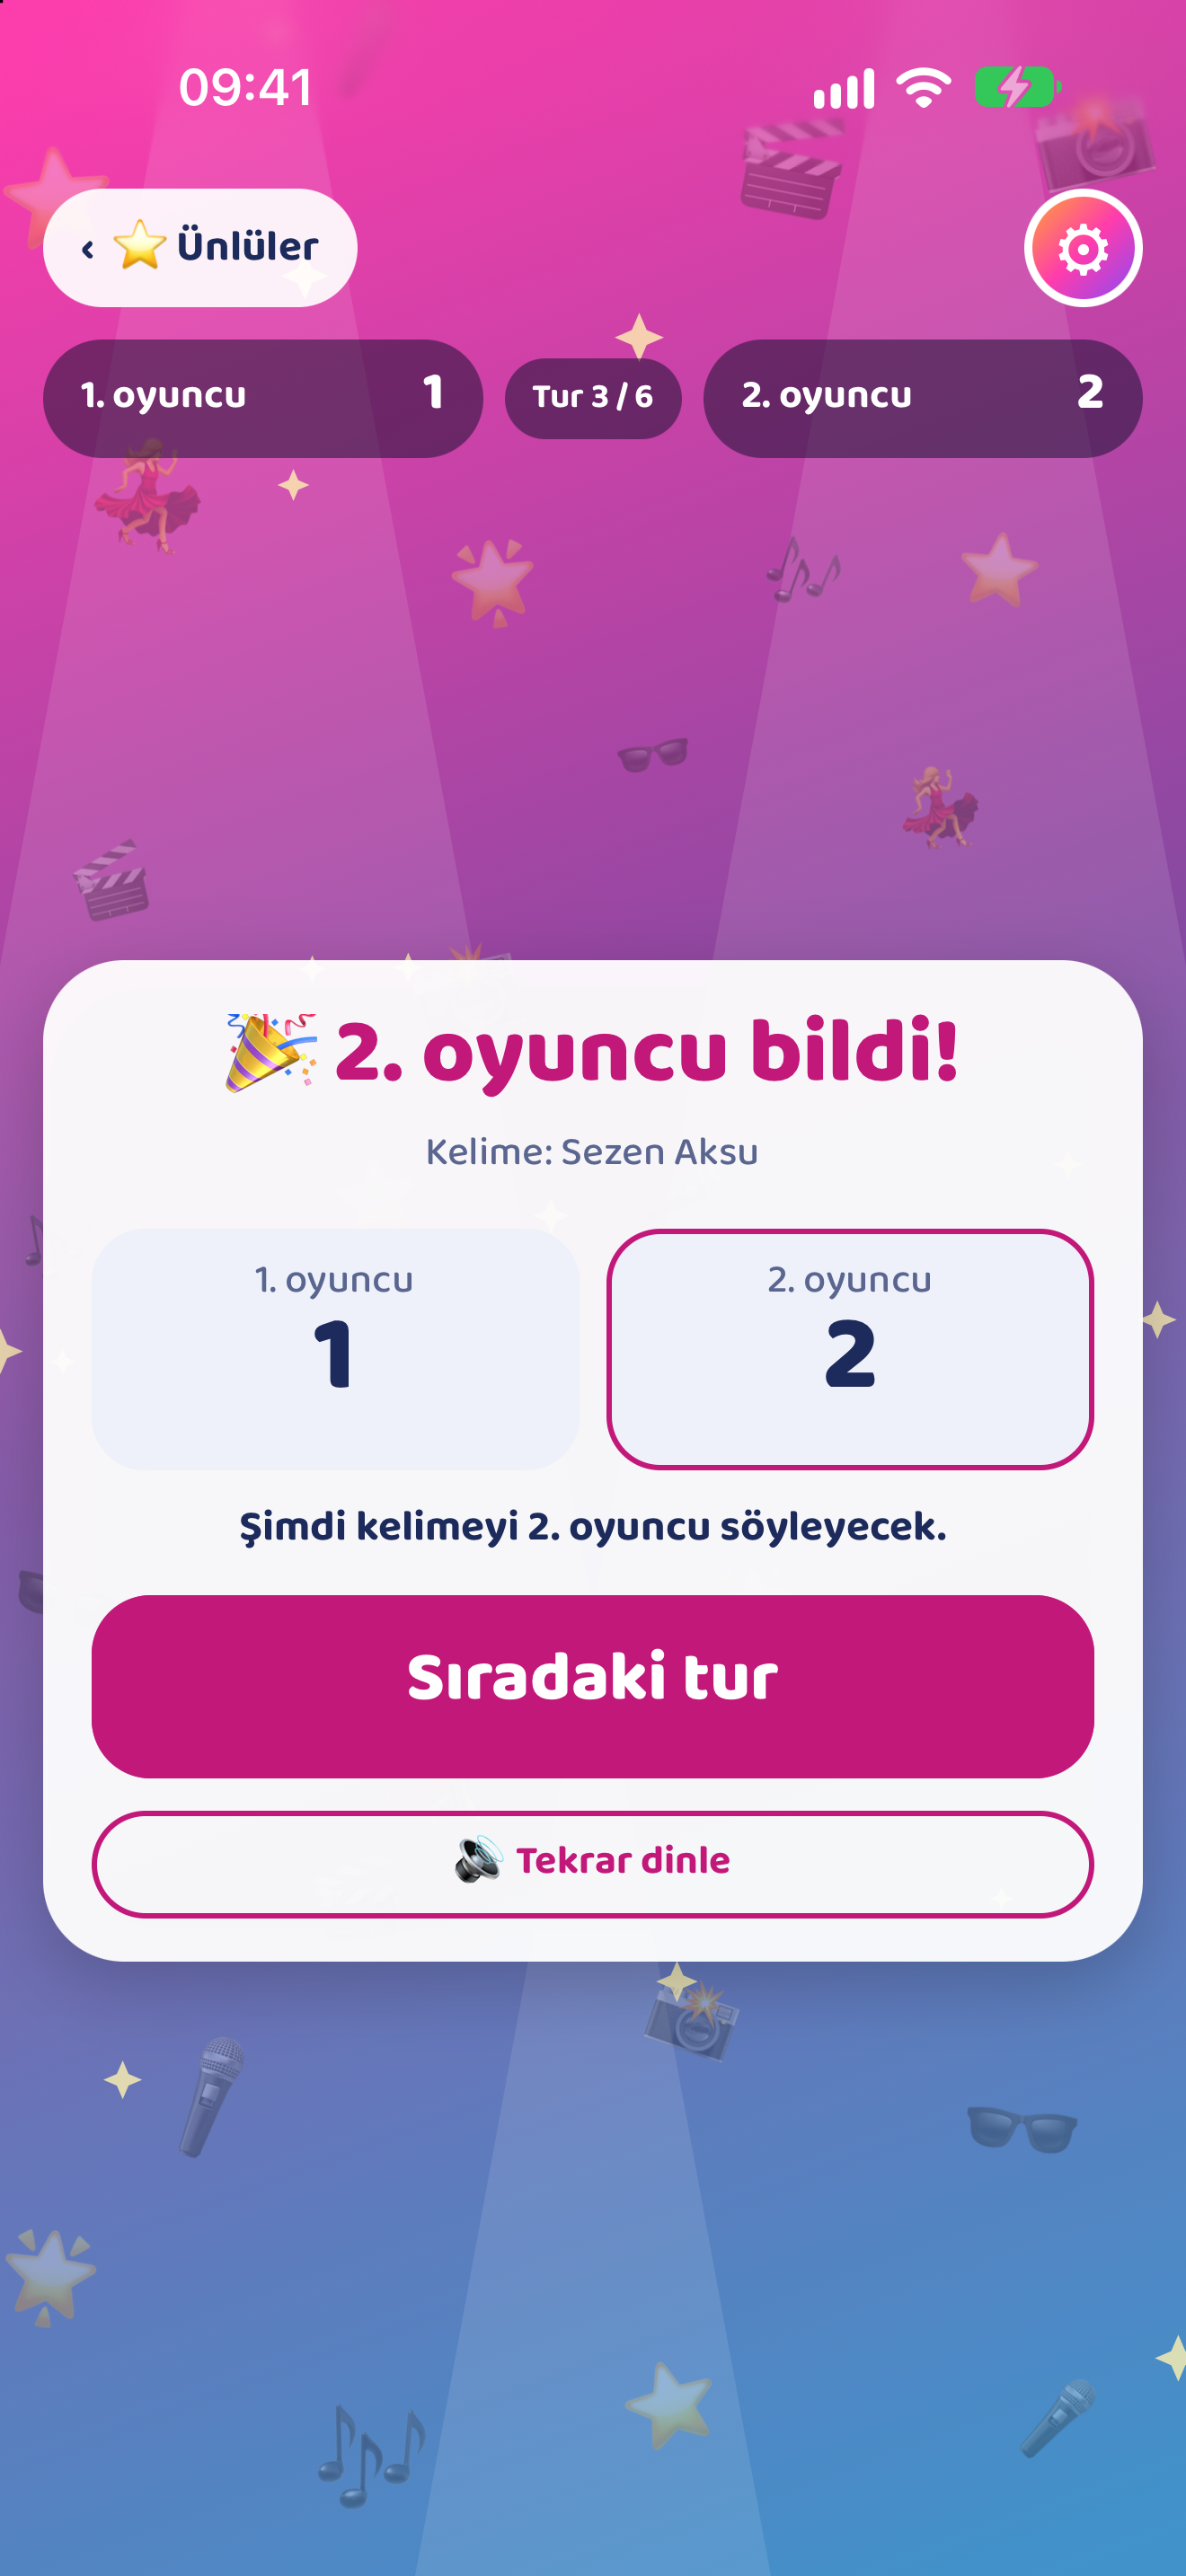 09:41
‹ ⭐ Ünlüler
1. oyuncu 1
Tur 3 / 6
2. oyuncu 2
🎉 2. oyuncu bildi!
Kelime: Sezen Aksu
1. oyuncu
1
2. oyuncu
2
Şimdi kelimeyi 2. oyuncu söyleyecek.
Sıradaki tur
🔊 Tekrar dinle